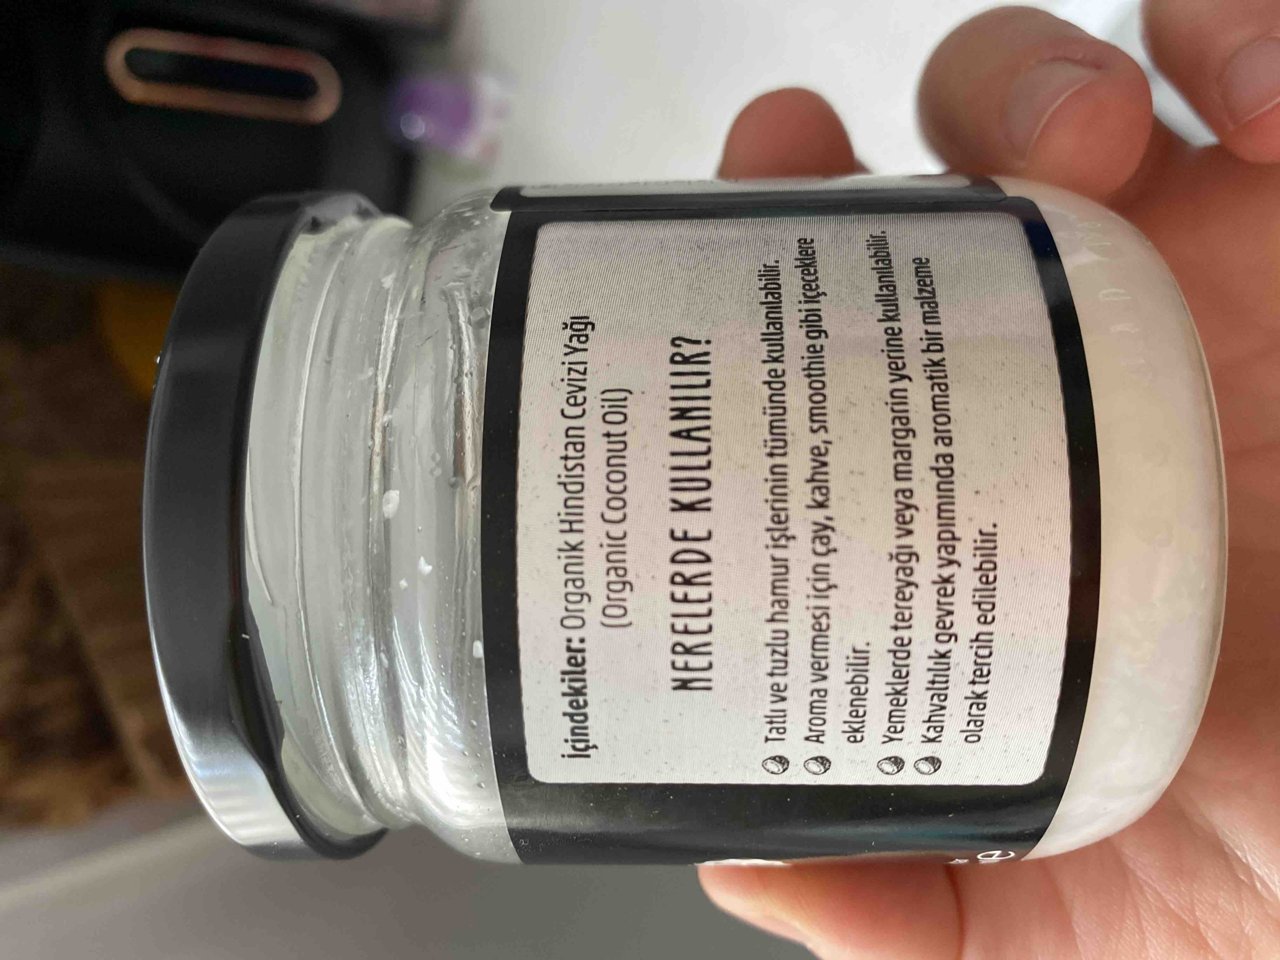 İçindekiler: Organik Hindistan Cevizi Yağı
(Organic Coconut Oil)
NERELERDE KULLANILIR?
Tatlı ve tuzlu hamur işlerinin tümünde kullanılabilir.
Aroma vermesi için çay, kahve, smoothie gibi içeceklere
eklenebilir.
Yemeklerde tereyağı veya margarin yerine kullanılabilir.
Kahvaltılık gevrek yapımında aromatik bir malzeme
olarak tercih edilebilir.